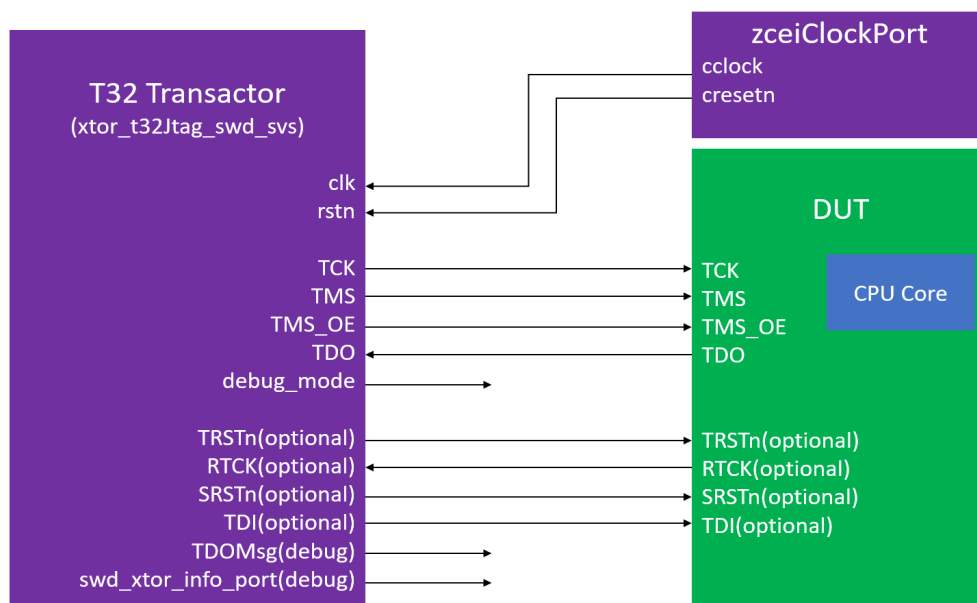 T32 Transactor
(xtor_t32Jtag_swd_svs)
clk
rstn
TCK
TMS
TMS_OE
TDO
debug_mode
TRSTn(optional)
RTCK(optional)
SRSTn(optional)
TDI(optional)
TDOMsg(debug)
swd_xtor_info_port(debug)
zceiClockPort
cclock
cresetn
DUT
CPU Core
TCK
TMS
TMS_OE
TDO
TRSTn(optional)
RTCK(optional)
SRSTn(optional)
TDI(optional)